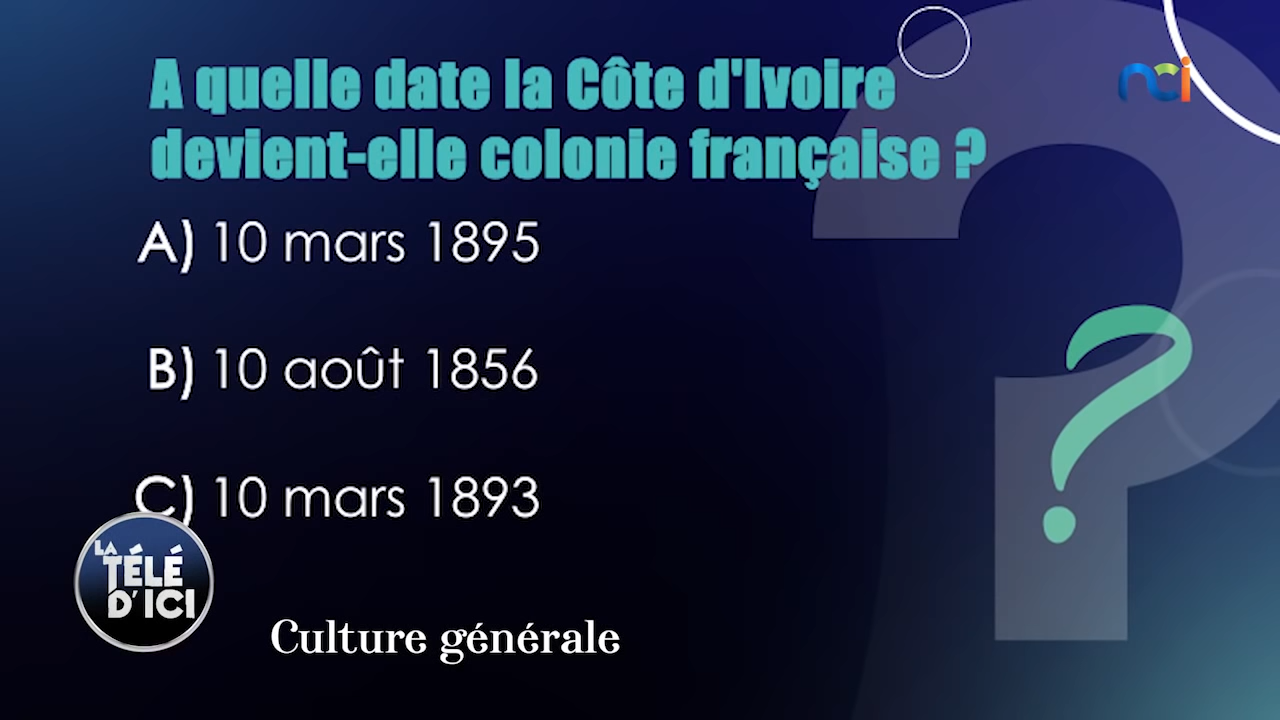 A quelle date la Côte d'Ivoire
devient-elle colonie française ?
nci
A) 10 mars 1895
B) 10 août 1856
C) 10 mars 1893
LA
TÉLÉ
D'ICI
Culture générale